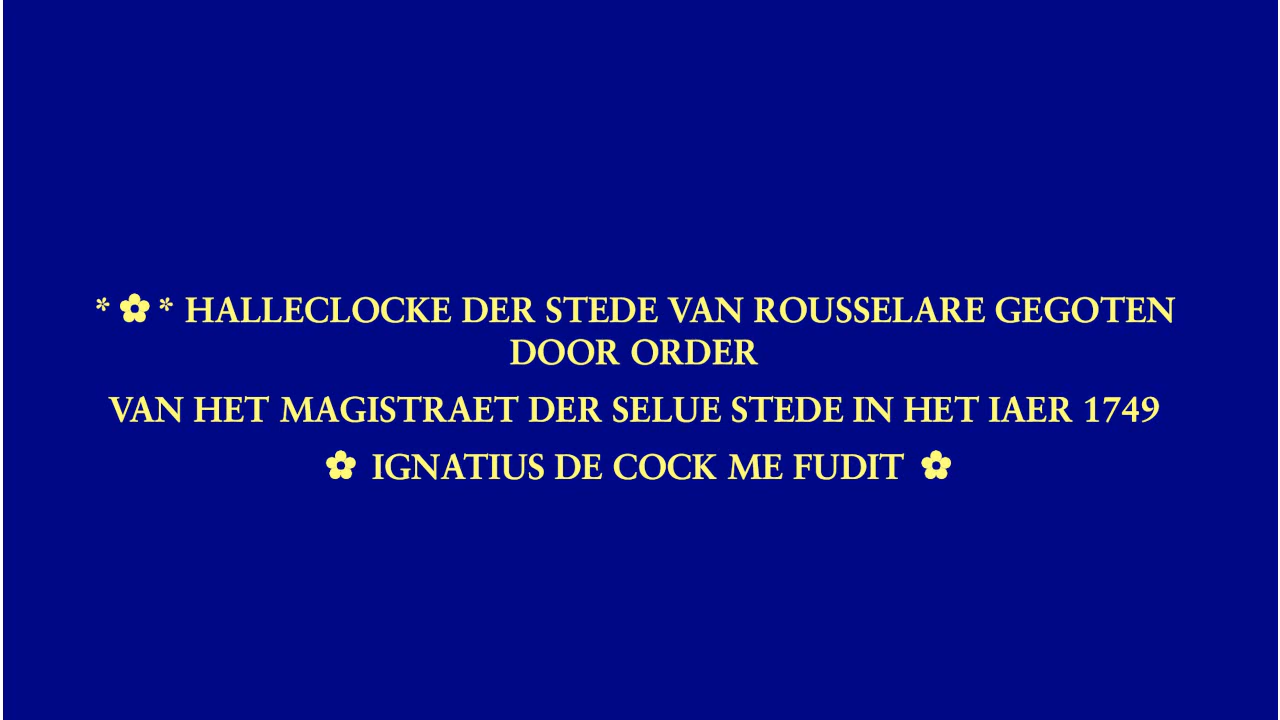 * ✿ * HALLECLOCKE DER STEDE VAN ROUSSELARE GEGOTEN
DOOR ORDER
VAN HET MAGISTRAET DER SELUE STEDE IN HET IAER 1749
✿ IGNATIUS DE COCK ME FUDIT ✿